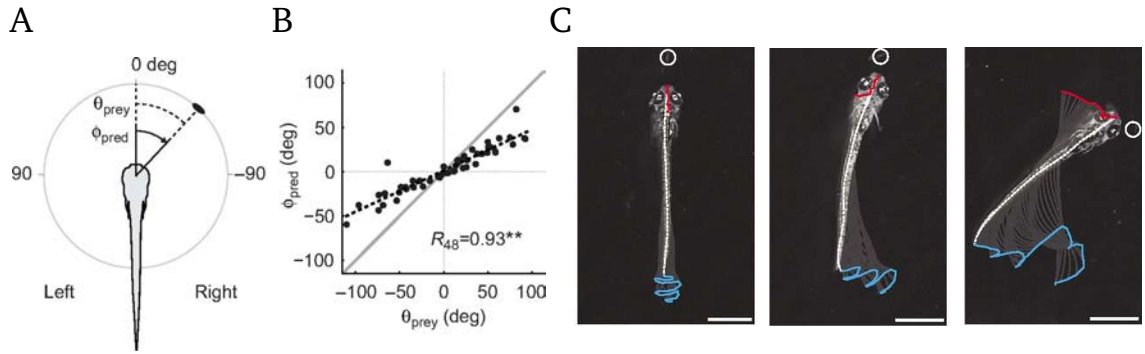 A
0 deg
θprey
ϕpred
90
−90
Left
Right
B
100
50
0
−50
−100
ϕpred (deg)
R48=0.93**
−100
−50
0
50
100
θprey (deg)
C